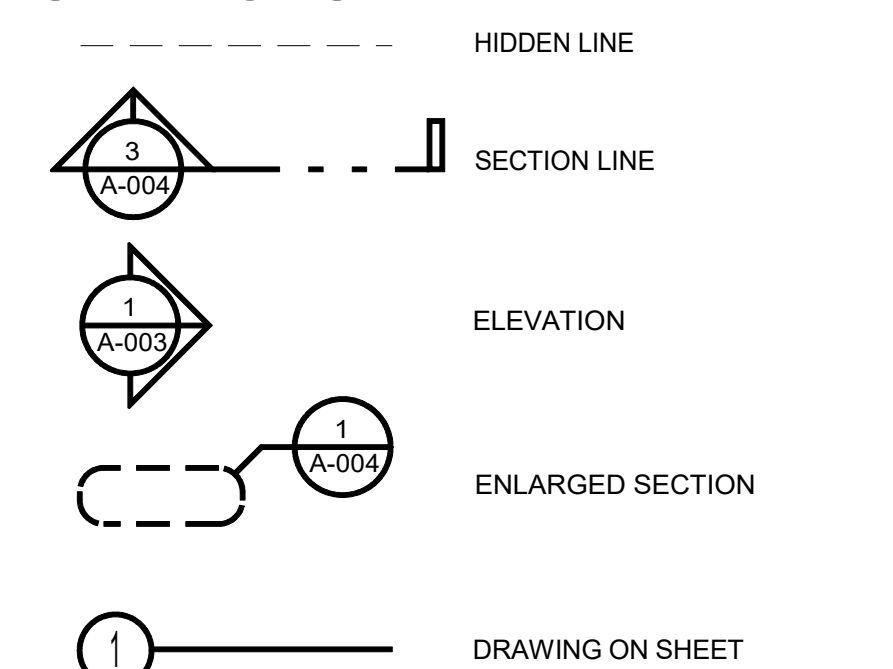 HIDDEN LINE
3
A-004
SECTION LINE
1
A-003
ELEVATION
1
A-004
ENLARGED SECTION
1
DRAWING ON SHEET